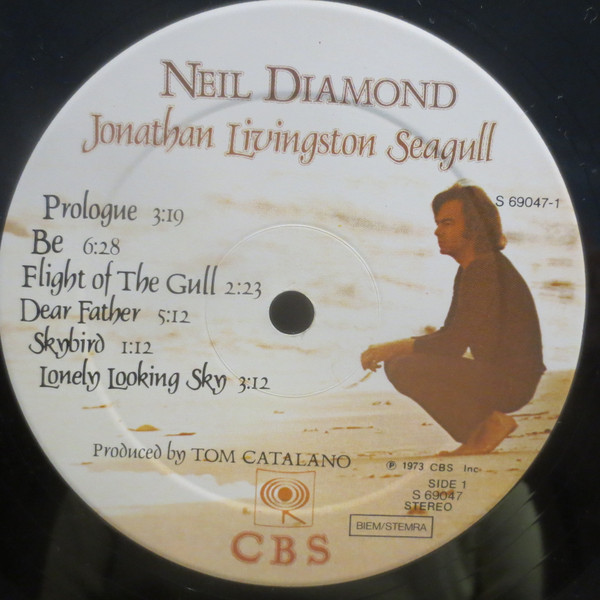 NEIL DIAMOND
Jonathan Livingston Seagull
S 69047-1
Prologue 3:19
Be 6:28
Flight of The Gull 2:23
Dear Father 5:12
Skybird 1:12
Lonely Looking Sky 3:12
Produced by TOM CATALANO
℗ 1973 CBS Inc.
SIDE 1
S 69047
STEREO
BIEM/STEMRA
CBS